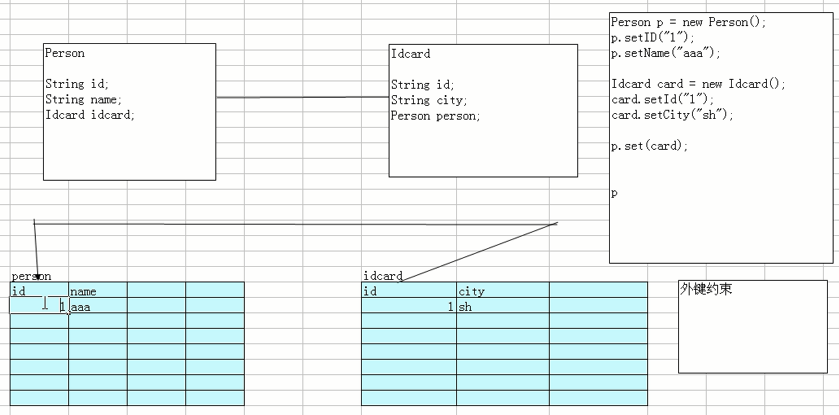 Person
String id;
String name;
Idcard idcard;
Idcard
String id;
String city;
Person person;
Person p = new Person();
p.setID("1");
p.setName("aaa");
Idcard card = new Idcard();
card.setId("1");
card.setCity("sh");
p.set(card);
p
person
id name
1 aaa
idcard
id city
1 sh
外键约束